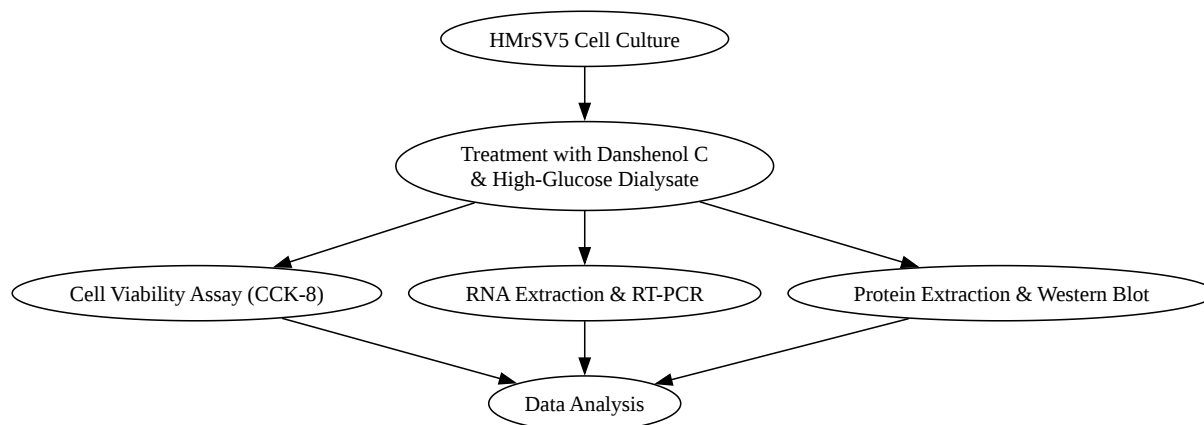 HMrSV5 Cell Culture
Treatment with Danshenol C
& High-Glucose Dialysate
Cell Viability Assay (CCK-8)
RNA Extraction & RT-PCR
Protein Extraction & Western Blot
Data Analysis